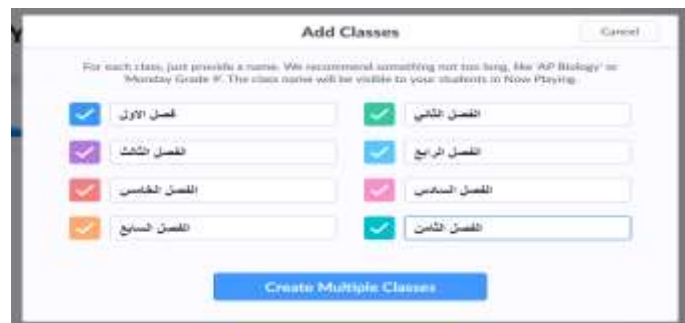 Add Classes
Cancel
For each class, just provide a name. We recommend something not too long, like 'AP Biology' or
'Monday Grade 9'. The class name will be visible to your students in Now Playing.
فصل الاول
الفصل الثاني
الفصل الثالث
الفصل الرابع
الفصل الخامس
الفصل السادس
الفصل السابع
الفصل الثامن
Create Multiple Classes